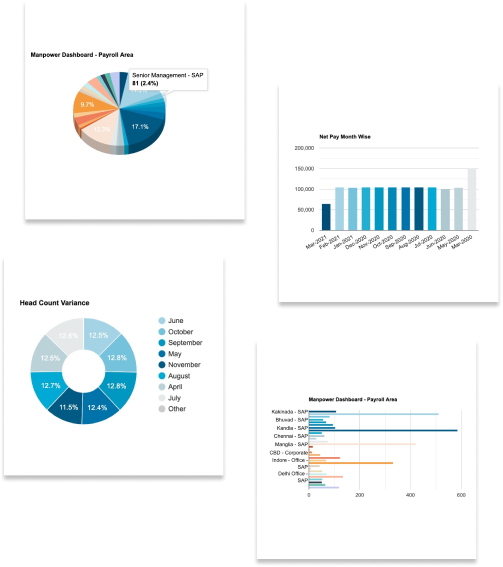 Manpower Dashboard - Payroll Area
Senior Management - SAP
81 (2.4%)
9.7%
17.1%
Net Pay Month Wise
200,000
150,000
100,000
50,000
0
Mar-2021
Feb-2021
Jan-2021
Dec-2020
Nov-2020
Oct-2020
Sep-2020
Aug-2020
Jul-2020
Jun-2020
May-2020
Mar-2020
Head Count Variance
12.5%
12.8%
12.8%
12.4%
11.5%
12.7%
12.5%
June
October
September
May
November
August
April
July
Other
Manpower Dashboard - Payroll Area
Kakinada - SAP
Bhuvad - SAP
Kandla - SAP
Chennai - SAP
Manglia - SAP
CBD - Corporate
Indore - Office
SAP
Delhi Office
SAP
0
200
400
600